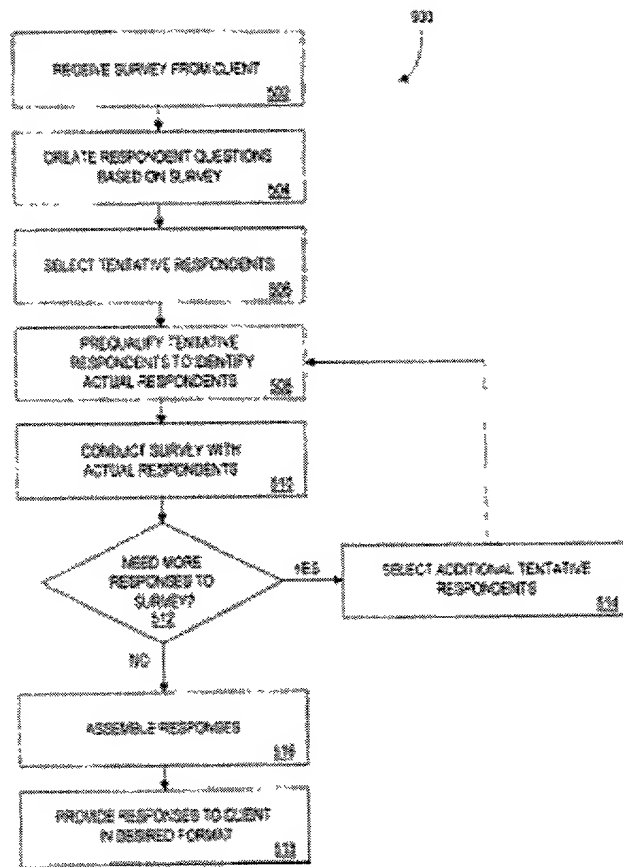 RECEIVE SURVEY FROM CLIENT
502
CREATE RESPONDENT QUESTIONS
BASED ON SURVEY
504
SELECT TENTATIVE RESPONDENTS
506
PREQUALIFY TENTATIVE
RESPONDENTS TO IDENTIFY
ACTUAL RESPONDENTS
508
CONDUCT SURVEY WITH
ACTUAL RESPONDENTS
510
NEED MORE
RESPONSES TO
SURVEY?
512
YES
SELECT ADDITIONAL TENTATIVE
RESPONDENTS
514
NO
ASSEMBLE RESPONSES
516
PROVIDE RESPONSES TO CLIENT
IN DESIRED FORMAT
518